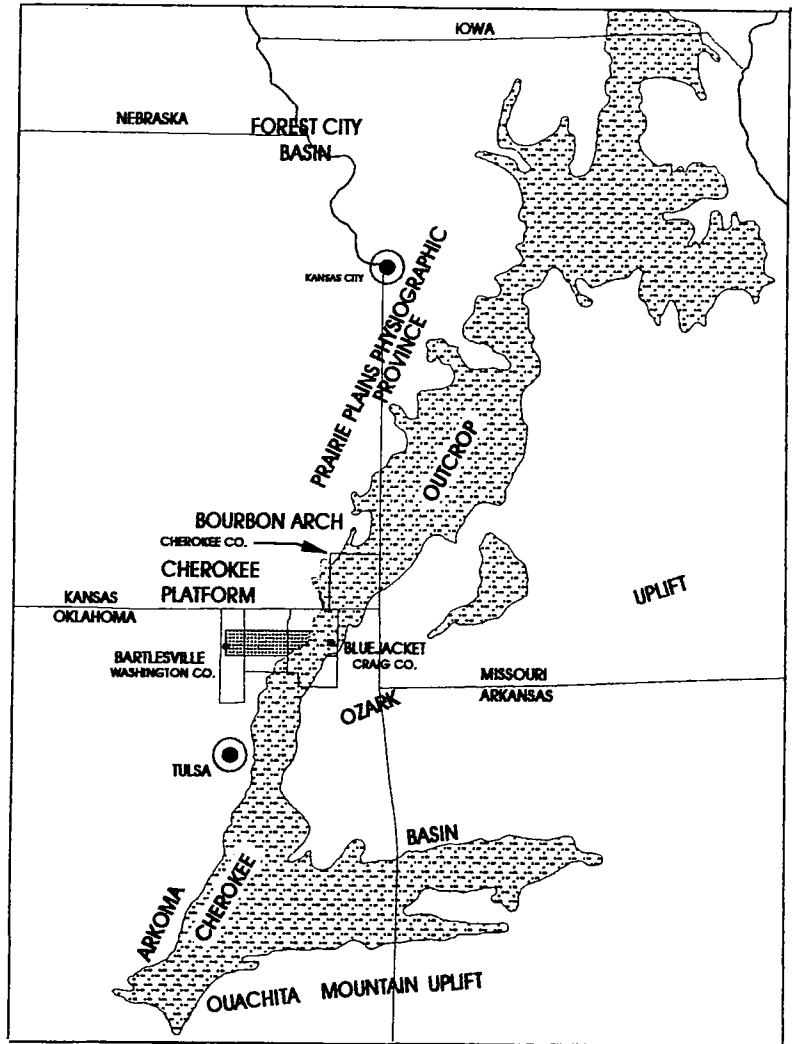 IOWA
NEBRASKA
FOREST CITY
BASIN
KANSAS CITY
PRAIRIE PLAINS PHYSIOGRAPHIC
PROVINCE
OUTCROP
BOURBON ARCH
CHEROKEE CO.
CHEROKEE
PLATFORM
KANSAS
OKLAHOMA
UPLIFT
BARTLESVILLE
WASHINGTON CO.
BLUEJACKET
CRAIG CO.
MISSOURI
ARKANSAS
OZARK
TULSA
BASIN
ARKOMA
CHEROKEE
OUACHITA MOUNTAIN UPLIFT